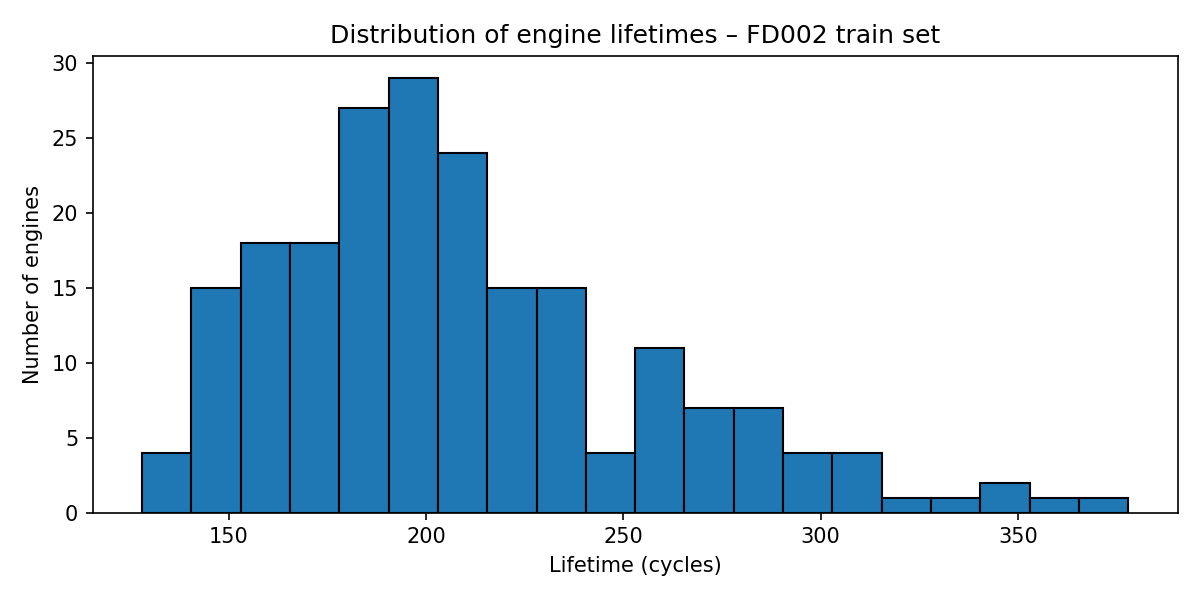 Distribution of engine lifetimes – FD002 train set
Number of engines
30
25
20
15
10
5
0
150 200 250 300 350
Lifetime (cycles)